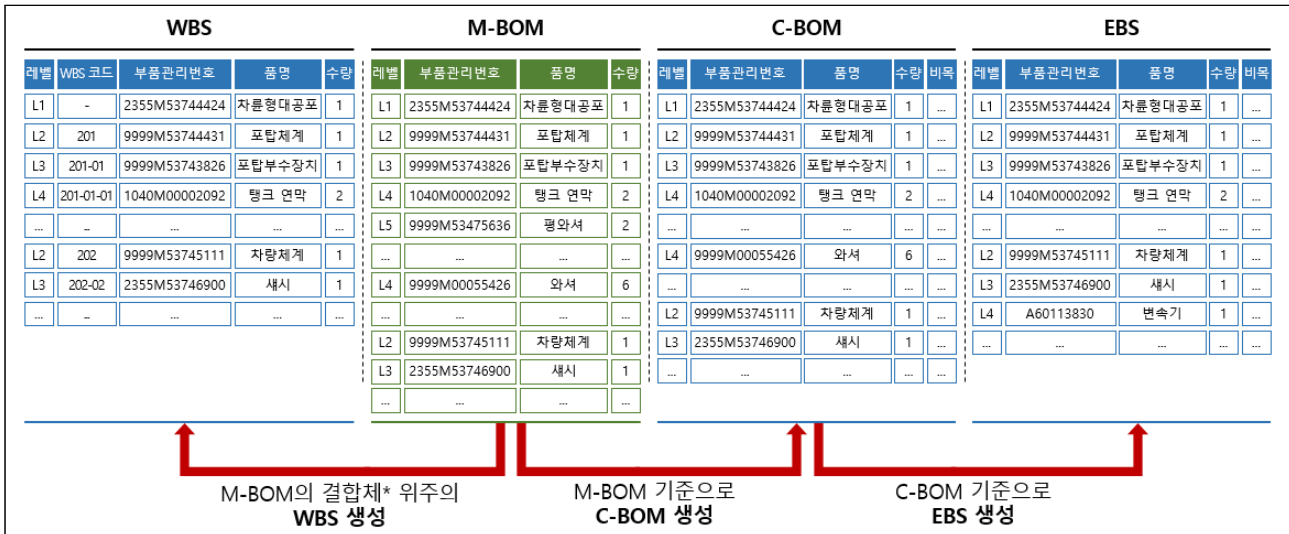 WBS
레벨 WBS 코드 부품관리번호 품명 수량
L1 - 2355M53744424 차륜형대공포 1
L2 201 9999M53744431 포탑체계 1
L3 201-01 9999M53743826 포탑부수장치 1
L4 201-01-01 1040M00002092 탱크 연막 2
... ... ... ... ...
L2 202 9999M53745111 차량체계 1
L3 202-02 2355M53746900 섀시 1
... ... ... ... ...
M-BOM
레벨 부품관리번호 품명 수량
L1 2355M53744424 차륜형대공포 1
L2 9999M53744431 포탑체계 1
L3 9999M53743826 포탑부수장치 1
L4 1040M00002092 탱크 연막 2
L5 9999M53475636 평와셔 2
... ... ... ...
L4 9999M00055426 와셔 6
... ... ... ...
L2 9999M53745111 차량체계 1
L3 2355M53746900 섀시 1
... ... ... ...
C-BOM
레벨 부품관리번호 품명 수량 비목
L1 2355M53744424 차륜형대공포 1 ...
L2 9999M53744431 포탑체계 1 ...
L3 9999M53743826 포탑부수장치 1 ...
L4 1040M00002092 탱크 연막 2 ...
... ... ... ... ...
L4 9999M00055426 와셔 6 ...
... ... ... ... ...
L2 9999M53745111 차량체계 1 ...
L3 2355M53746900 섀시 1 ...
... ... ... ... ...
EBS
레벨 부품관리번호 품명 수량 비목
L1 2355M53744424 차륜형대공포 1 ...
L2 9999M53744431 포탑체계 1 ...
L3 9999M53743826 포탑부수장치 1 ...
L4 1040M00002092 탱크 연막 2 ...
... ... ... ... ...
L2 9999M53745111 차량체계 1 ...
L3 2355M53746900 섀시 1 ...
L4 A60113830 변속기 1 ...
... ... ... ... ...
M-BOM의 결합체* 위주의
WBS 생성
M-BOM 기준으로
C-BOM 생성
C-BOM 기준으로
EBS 생성